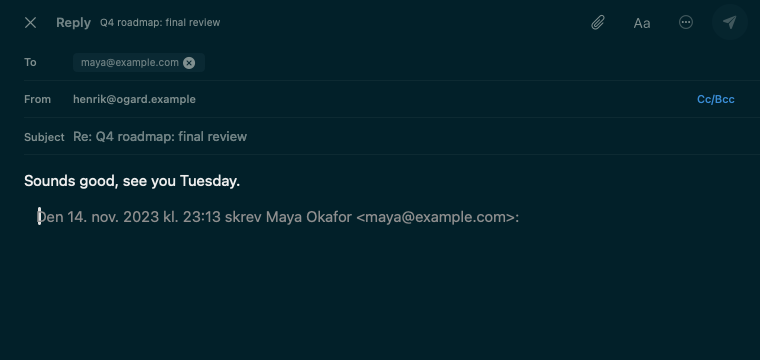 Reply Q4 roadmap: final review Aa
To maya@example.com
From henrik@ogard.example Cc/Bcc
Subject Re: Q4 roadmap: final review
Sounds good, see you Tuesday.
Den 14. nov. 2023 kl. 23:13 skrev Maya Okafor <maya@example.com>: